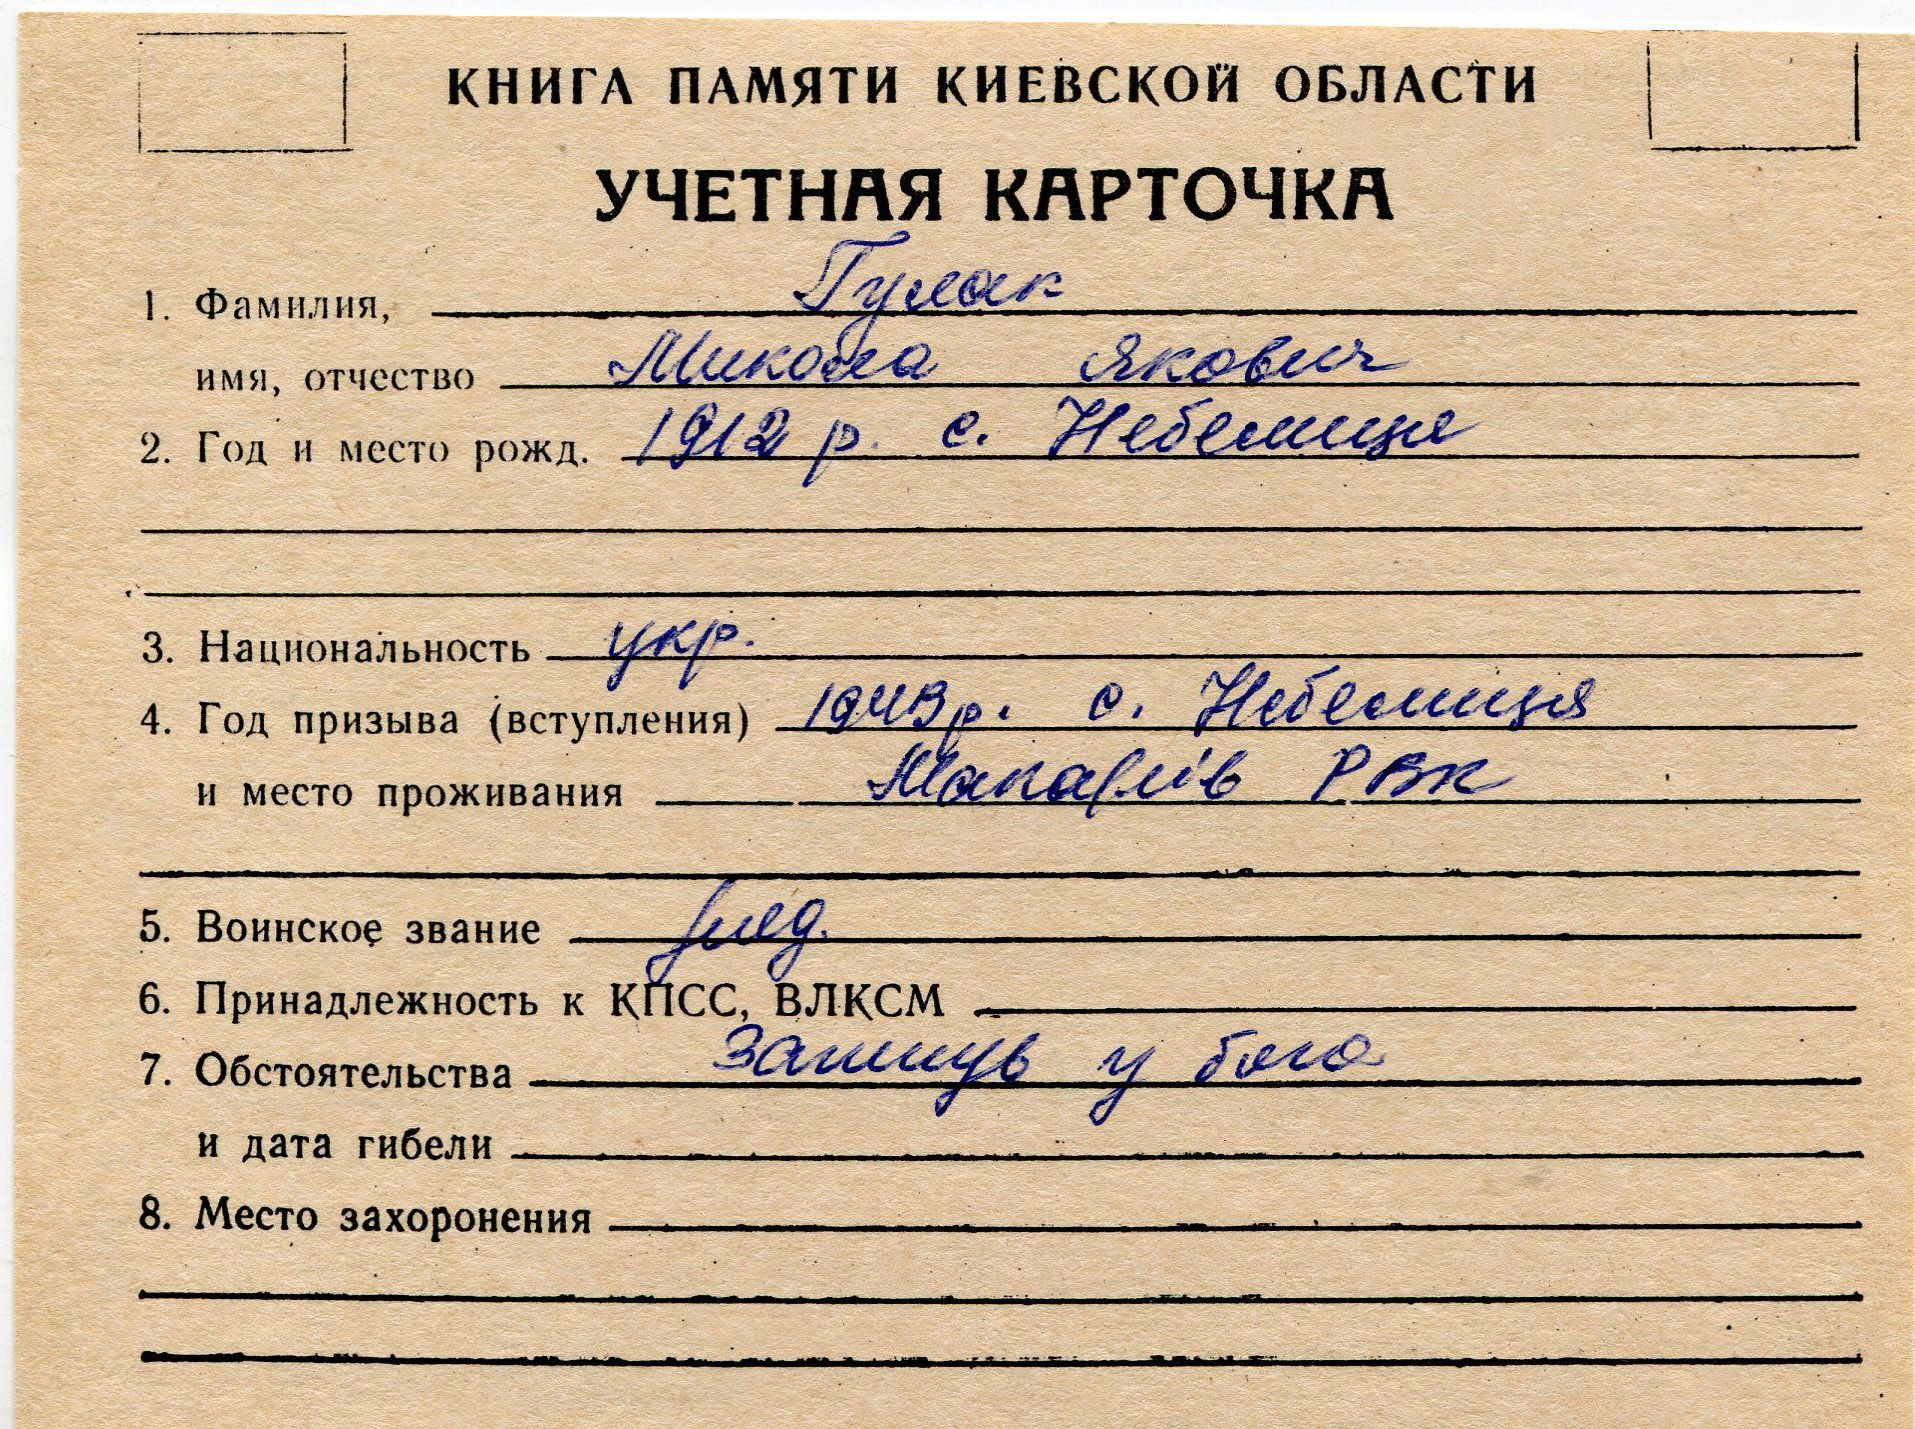 КНИГА ПАМЯТИ КИЕВСКОЙ ОБЛАСТИ
УЧЕТНАЯ КАРТОЧКА
1. Фамилия, Гулак
имя, отчество Микола Якович
2. Год и место рожд. 1912 р. с. Небелиця
3. Национальность укр.
4. Год призыва (вступления) 1943 р. с. Небелиця
и место проживания Макарів РВК
5. Воинское звание ряд.
6. Принадлежность к КПСС, ВЛКСМ
7. Обстоятельства Загинув у бою
и дата гибели
8. Место захоронения